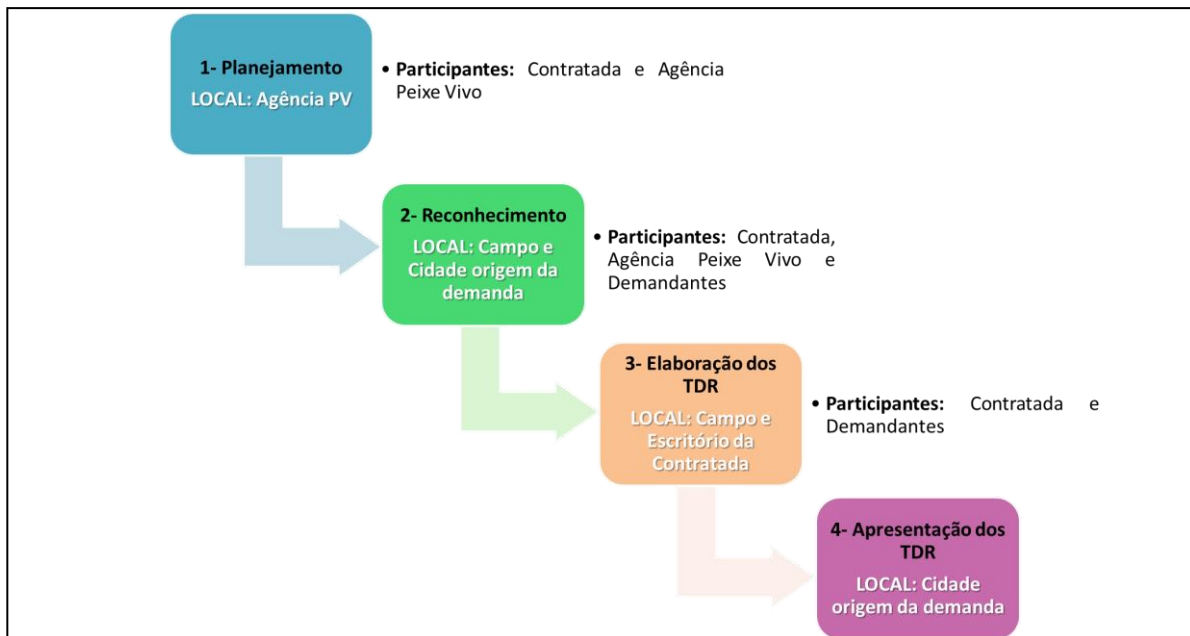 1- Planejamento
LOCAL: Agência PV
• Participantes: Contratada e Agência
Peixe Vivo
2- Reconhecimento
LOCAL: Campo e
Cidade origem da
demanda
• Participantes: Contratada,
Agência Peixe Vivo e
Demandantes
3- Elaboração dos
TDR
LOCAL: Campo e
Escritório da
Contratada
• Participantes: Contratada e
Demandantes
4- Apresentação dos
TDR
LOCAL: Cidade
origem da demanda